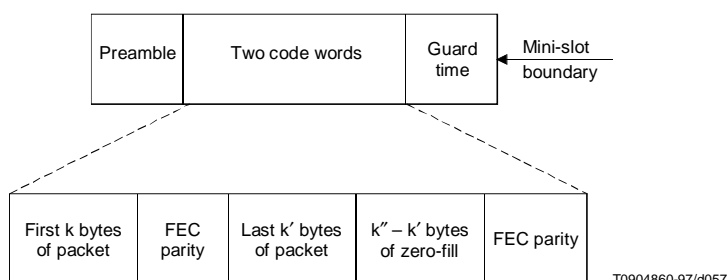 Preamble
Two code words
Guard
time
Mini-slot
boundary
First k bytes
of packet
FEC
parity
Last k′ bytes
of packet
k″ – k′ bytes
of zero-fill
FEC parity
T0904860-97/d057